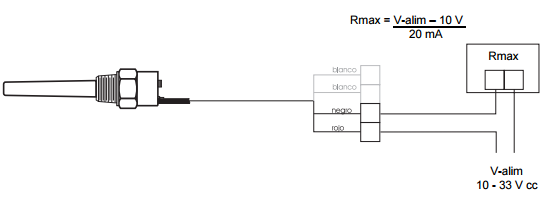 Rmax = V-alim – 10 V
20 mA
Rmax
blanco
blanco
negro
rojo
V-alim
10 - 33 V cc